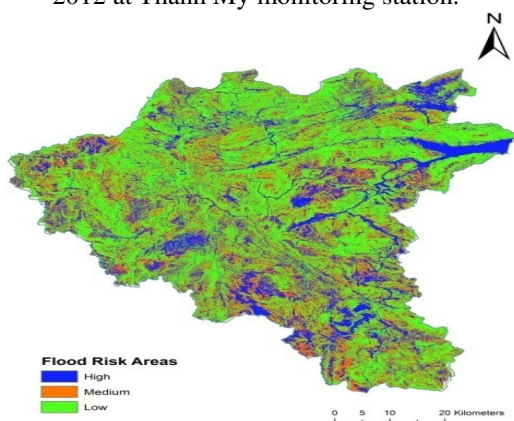 2012 at Thanh My monitoring station.
N
Flood Risk Areas
High
Medium
Low
0 5 10 20 Kilometers